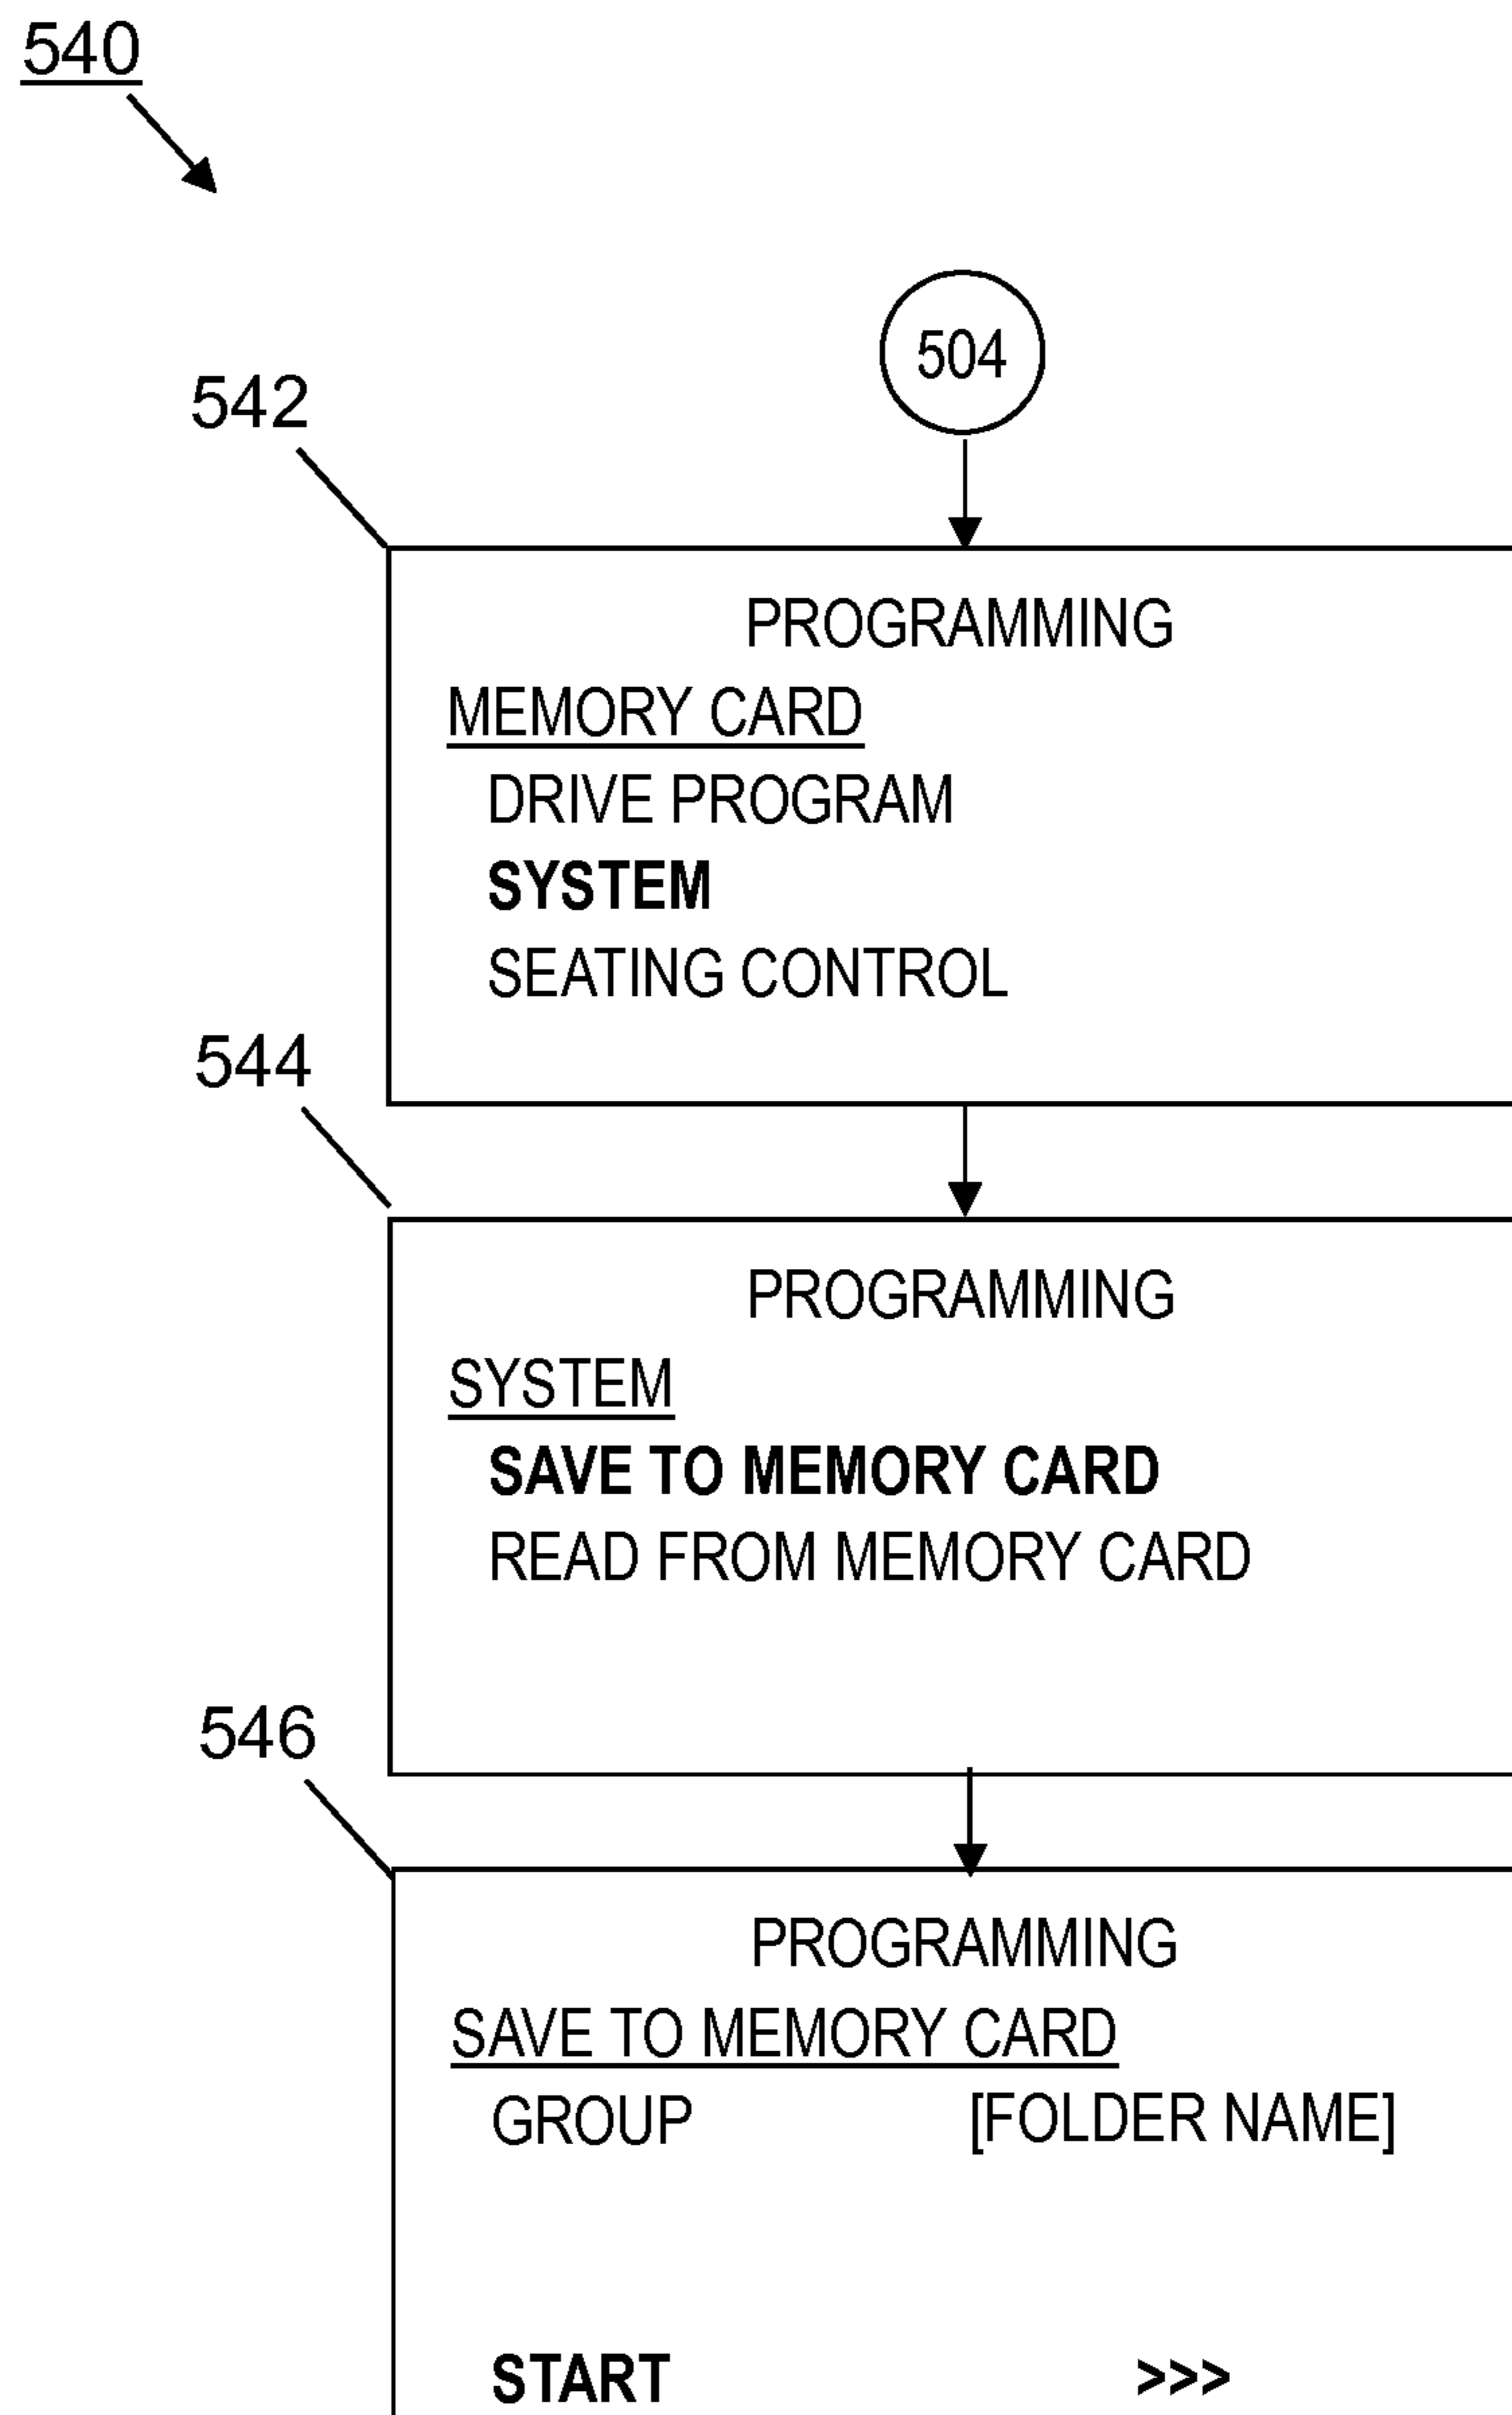 540
504
542
PROGRAMMING
MEMORY CARD
DRIVE PROGRAM
SYSTEM
SEATING CONTROL
544
PROGRAMMING
SYSTEM
SAVE TO MEMORY CARD
READ FROM MEMORY CARD
546
PROGRAMMING
SAVE TO MEMORY CARD
GROUP [FOLDER NAME]
START >>>